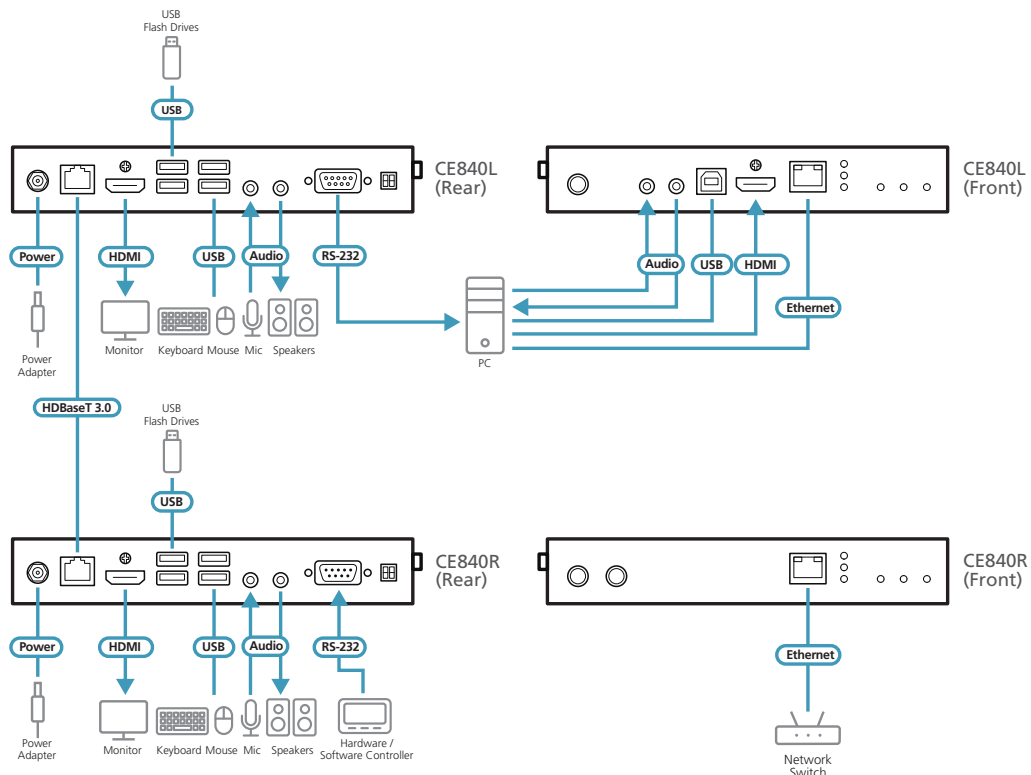 USB
Flash Drives
USB
CE840L
(Rear)
CE840L
(Front)
Power
HDMI
USB
Audio
RS-232
Audio
USB
HDMI
Ethernet
Power
Adapter
Monitor
Keyboard
Mouse
Mic
Speakers
PC
HDBaseT 3.0
USB
Flash Drives
USB
CE840R
(Rear)
CE840R
(Front)
Power
HDMI
USB
Audio
RS-232
Ethernet
Power
Adapter
Monitor
Keyboard
Mouse
Mic
Speakers
Hardware /
Software Controller
Network
Switch